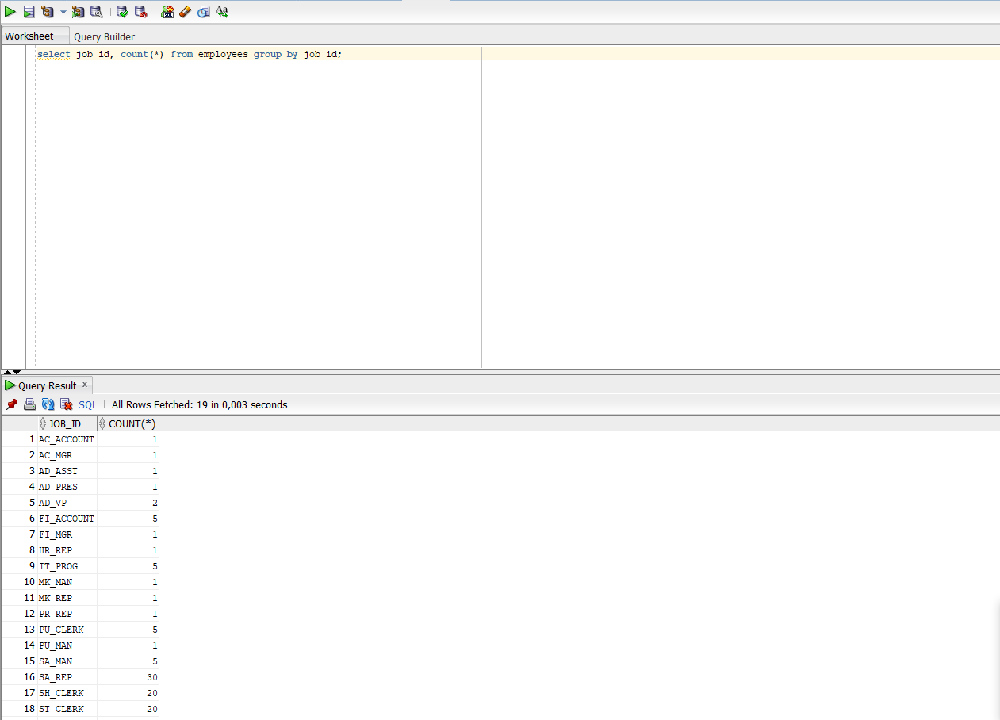 SQL Aa
Worksheet Query Builder
select job_id, count(*) from employees group by job_id;
Query Result x
SQL All Rows Fetched: 19 in 0,003 seconds
JOB_ID COUNT(*)
1 AC_ACCOUNT 1
2 AC_MGR 1
3 AD_ASST 1
4 AD_PRES 1
5 AD_VP 2
6 FI_ACCOUNT 5
7 FI_MGR 1
8 HR_REP 1
9 IT_PROG 5
10 MK_MAN 1
11 MK_REP 1
12 PR_REP 1
13 PU_CLERK 5
14 PU_MAN 1
15 SA_MAN 5
16 SA_REP 30
17 SH_CLERK 20
18 ST_CLERK 20